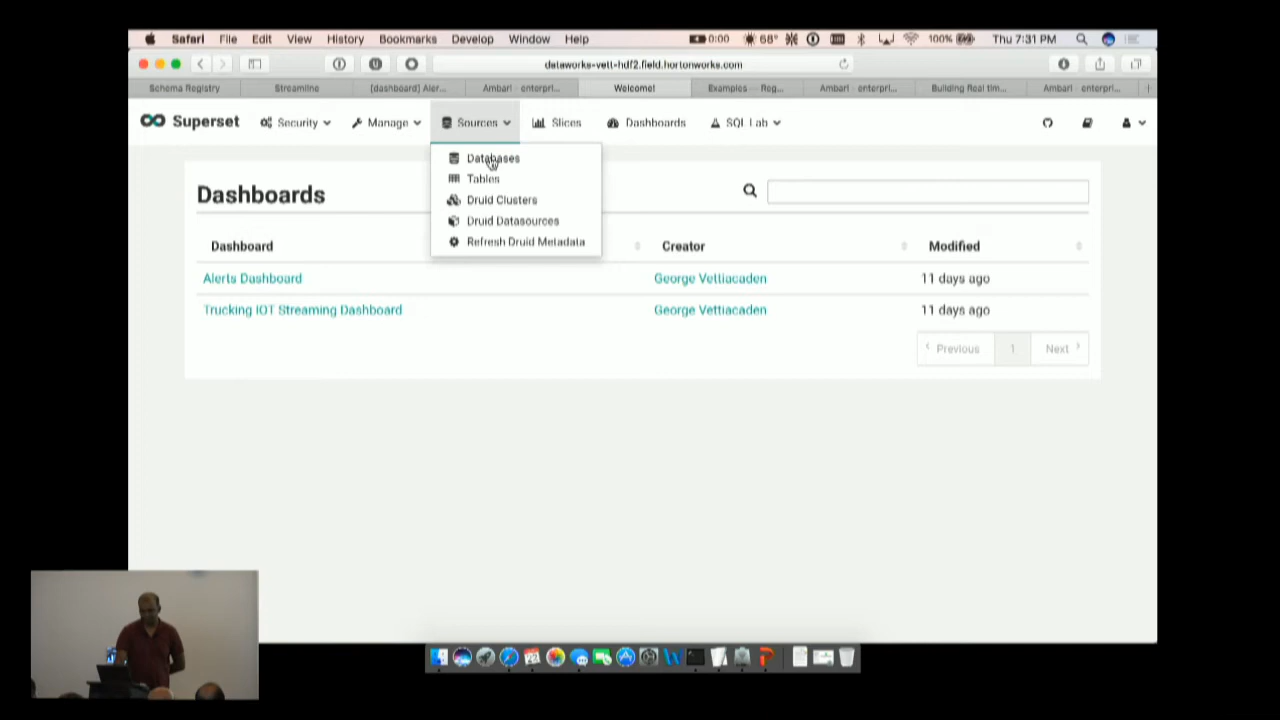 Safari File Edit View History Bookmarks Develop Window Help 0:00 68° 100% Thu 7:31 PM
dataworks-vett-hdf2.field.hortonworks.com
Schema Registry Streamline [dashboard] Aler... Ambari - enterpri... Welcome! Examples — Reg... Ambari - enterpri... Building Real tim... Ambari - enterpri...
Superset Security Manage Sources Slices Dashboards SQL Lab
Databases
Tables
Druid Clusters
Druid Datasources
Refresh Druid Metadata
Dashboards
Dashboard Creator Modified
Alerts Dashboard George Vettiacaden 11 days ago
Trucking IOT Streaming Dashboard George Vettiacaden 11 days ago
Previous 1 Next